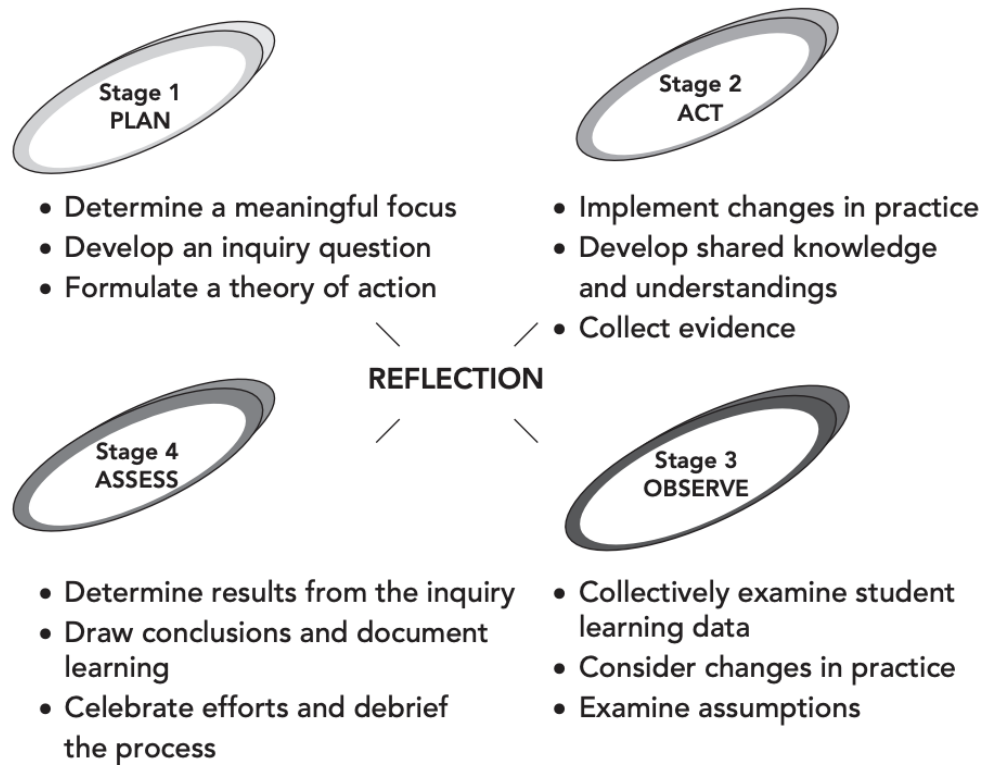 Stage 1
PLAN
• Determine a meaningful focus
• Develop an inquiry question
• Formulate a theory of action
Stage 2
ACT
• Implement changes in practice
• Develop shared knowledge
and understandings
• Collect evidence
REFLECTION
Stage 4
ASSESS
• Determine results from the inquiry
• Draw conclusions and document
learning
• Celebrate efforts and debrief
the process
Stage 3
OBSERVE
• Collectively examine student
learning data
• Consider changes in practice
• Examine assumptions